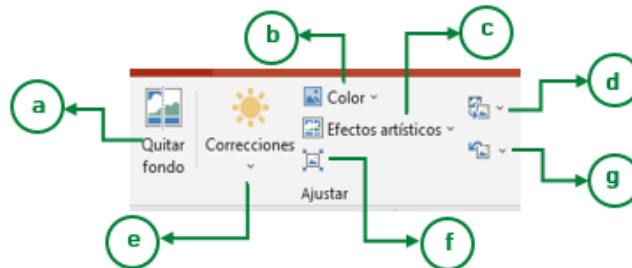 b
c
a
d
Color
Efectos artísticos
Quitar
fondo
Correcciones
Ajustar
g
e
f